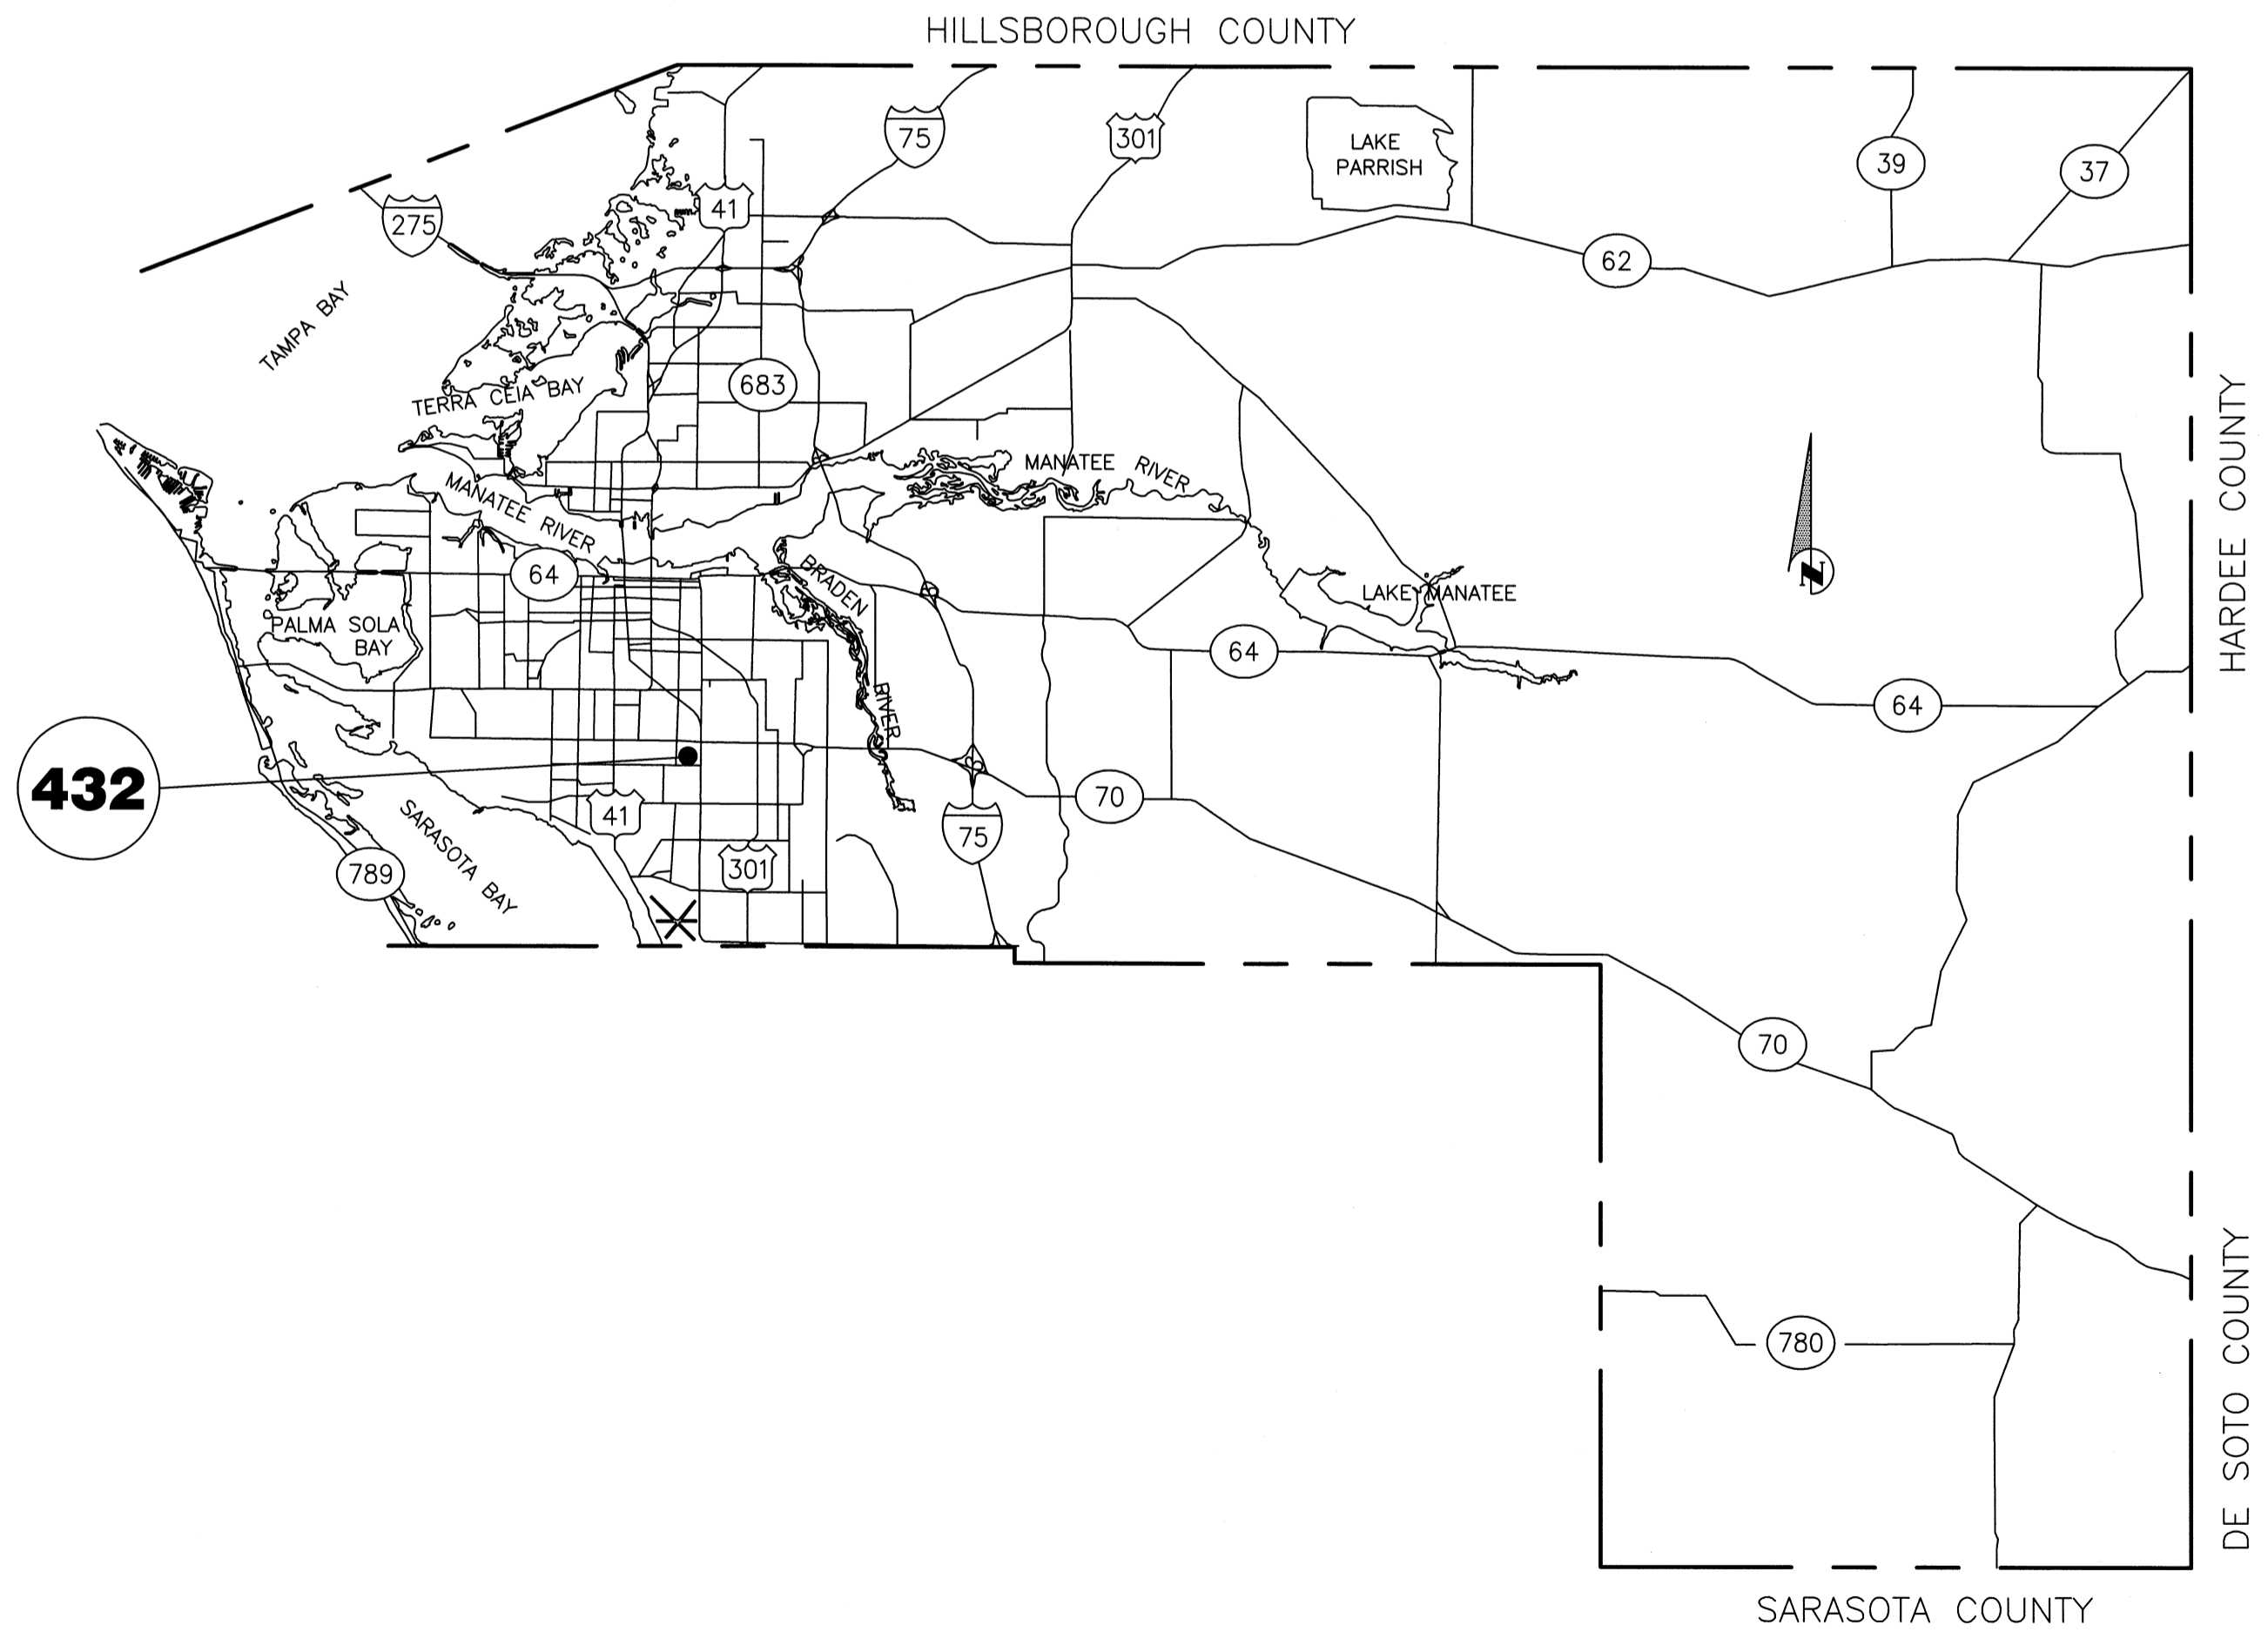 HILLSBOROUGH COUNTY
75
301
LAKE
PARRISH
39
37
41
275
62
TAMPA BAY
683
TERRA CEIA BAY
HARDEE COUNTY
MANATEE RIVER
MANATEE RIVER
N
64
BRADEN
RIVER
LAKE MANATEE
PALMA SOLA
BAY
64
64
432
70
41
75
SARASOTA BAY
301
789
70
DE SOTO COUNTY
780
SARASOTA COUNTY